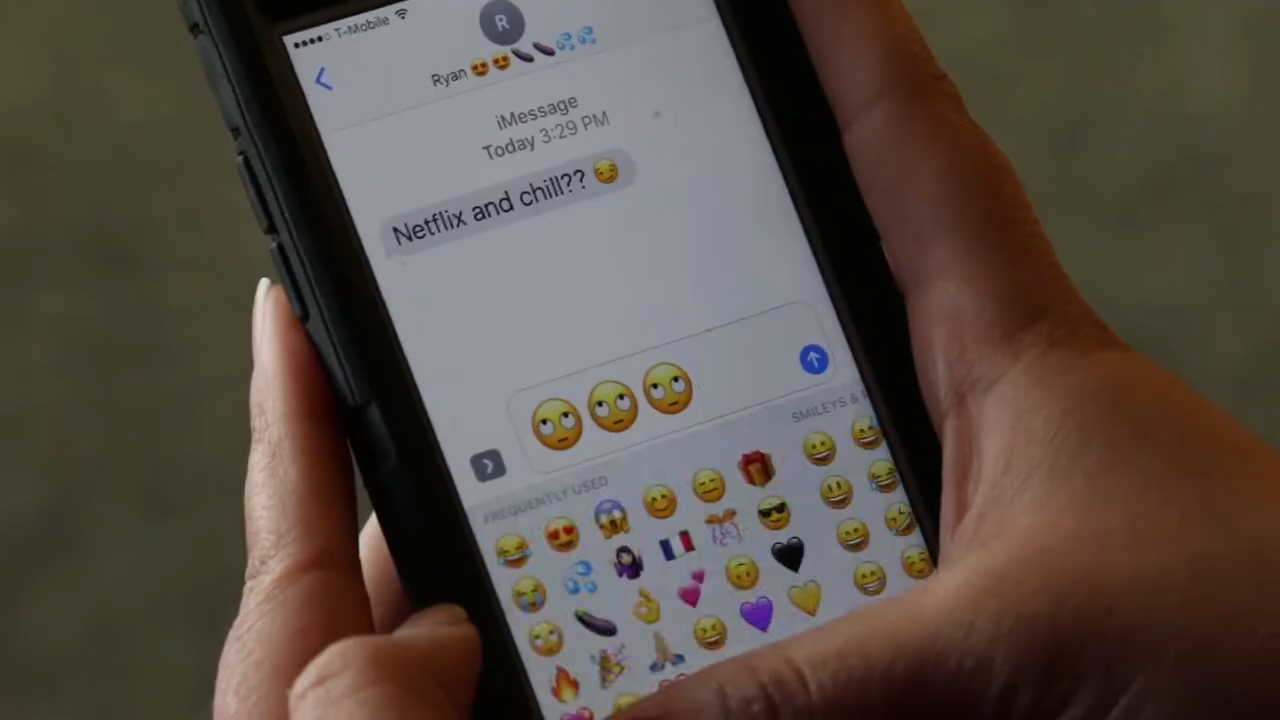 T-Mobile
R
Ryan 😍😍🍆🍆💦💦
iMessage
Today 3:29 PM
Netflix and chill?? 😏
🙄🙄🙄
SMILEYS &
FREQUENTLY USED